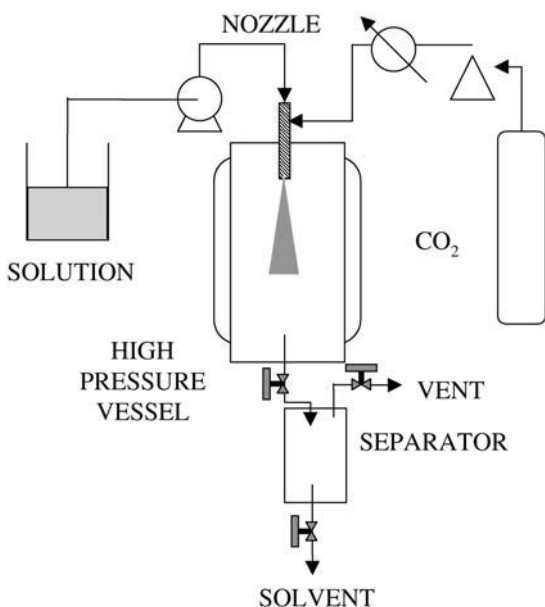 NOZZLE
SOLUTION
CO₂
HIGH
PRESSURE
VESSEL
VENT
SEPARATOR
SOLVENT